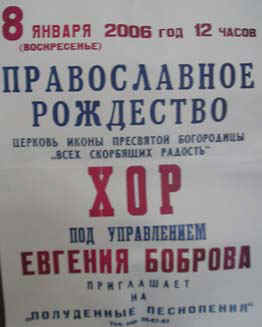 8 ЯНВАРЯ 2006 ГОД 12 ЧАСОВ
(ВОСКРЕСЕНЬЕ)
ПРАВОСЛАВНОЕ
РОЖДЕСТВО
ЦЕРКОВЬ ИКОНЫ ПРЕСВЯТОЙ БОГОРОДИЦЫ
„ВСЕХ СКОРБЯЩИХ РАДОСТЬ"
ХОР
ПОД УПРАВЛЕНИЕМ
ЕВГЕНИЯ БОБРОВА
ПРИГЛАШАЕТ
НА
„ПОЛУДЕННЫЕ ПЕСНОПЕНИЯ"